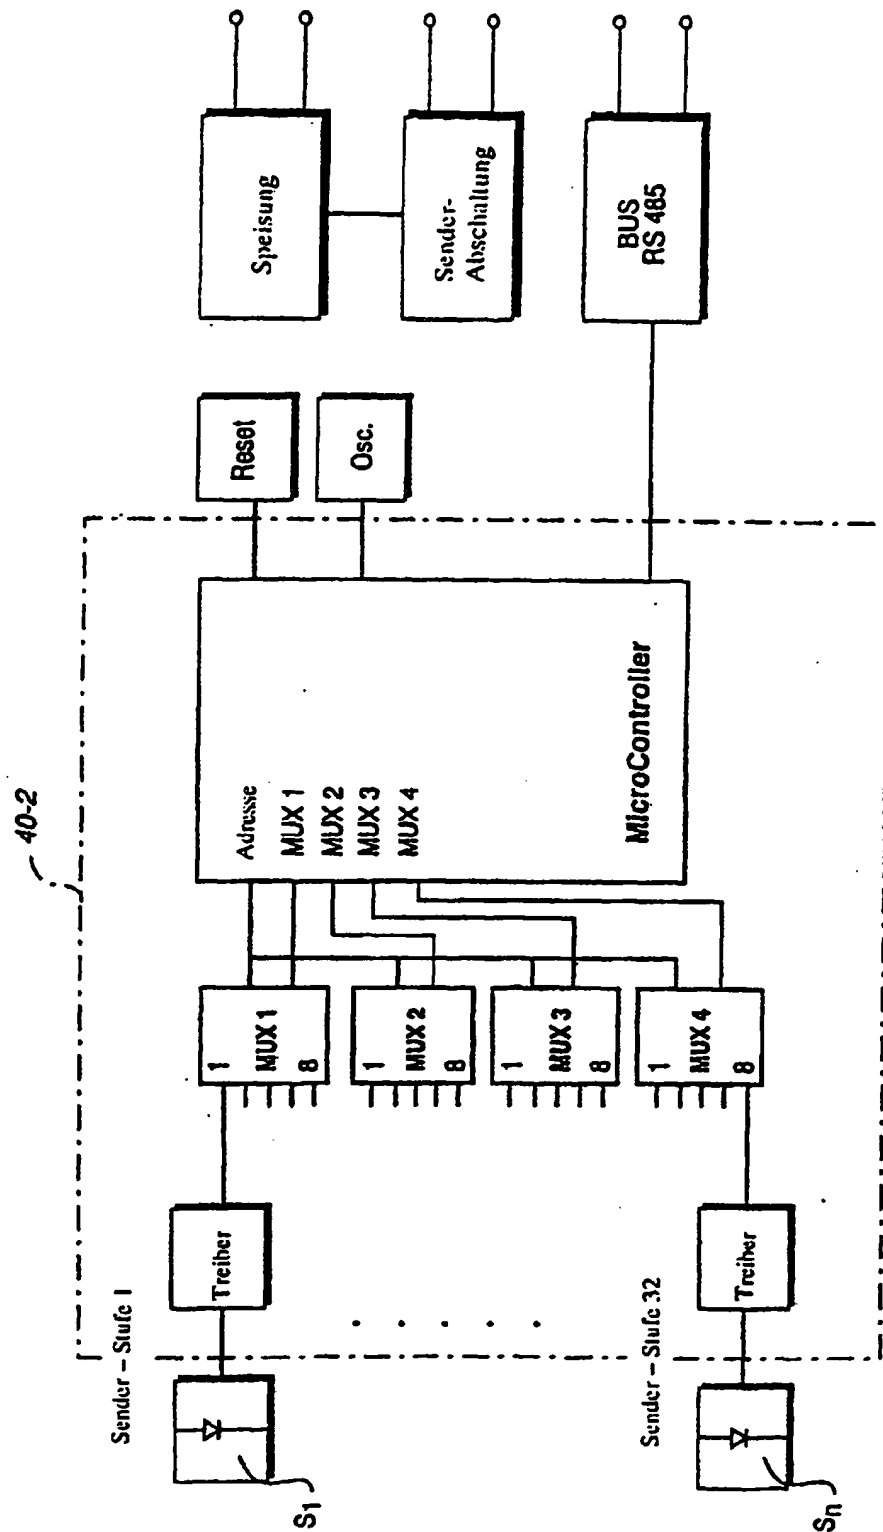 40-2
Sender – Stufe 1
S1
Treiber
1
MUX 1
8
1
MUX 2
8
1
MUX 3
8
1
MUX 4
8
Sender – Stufe 32
Sn
Treiber
Adresse
MUX 1
MUX 2
MUX 3
MUX 4
MicroController
Reset
Osc.
Speisung
Sender-
Abschaltung
BUS
RS 485